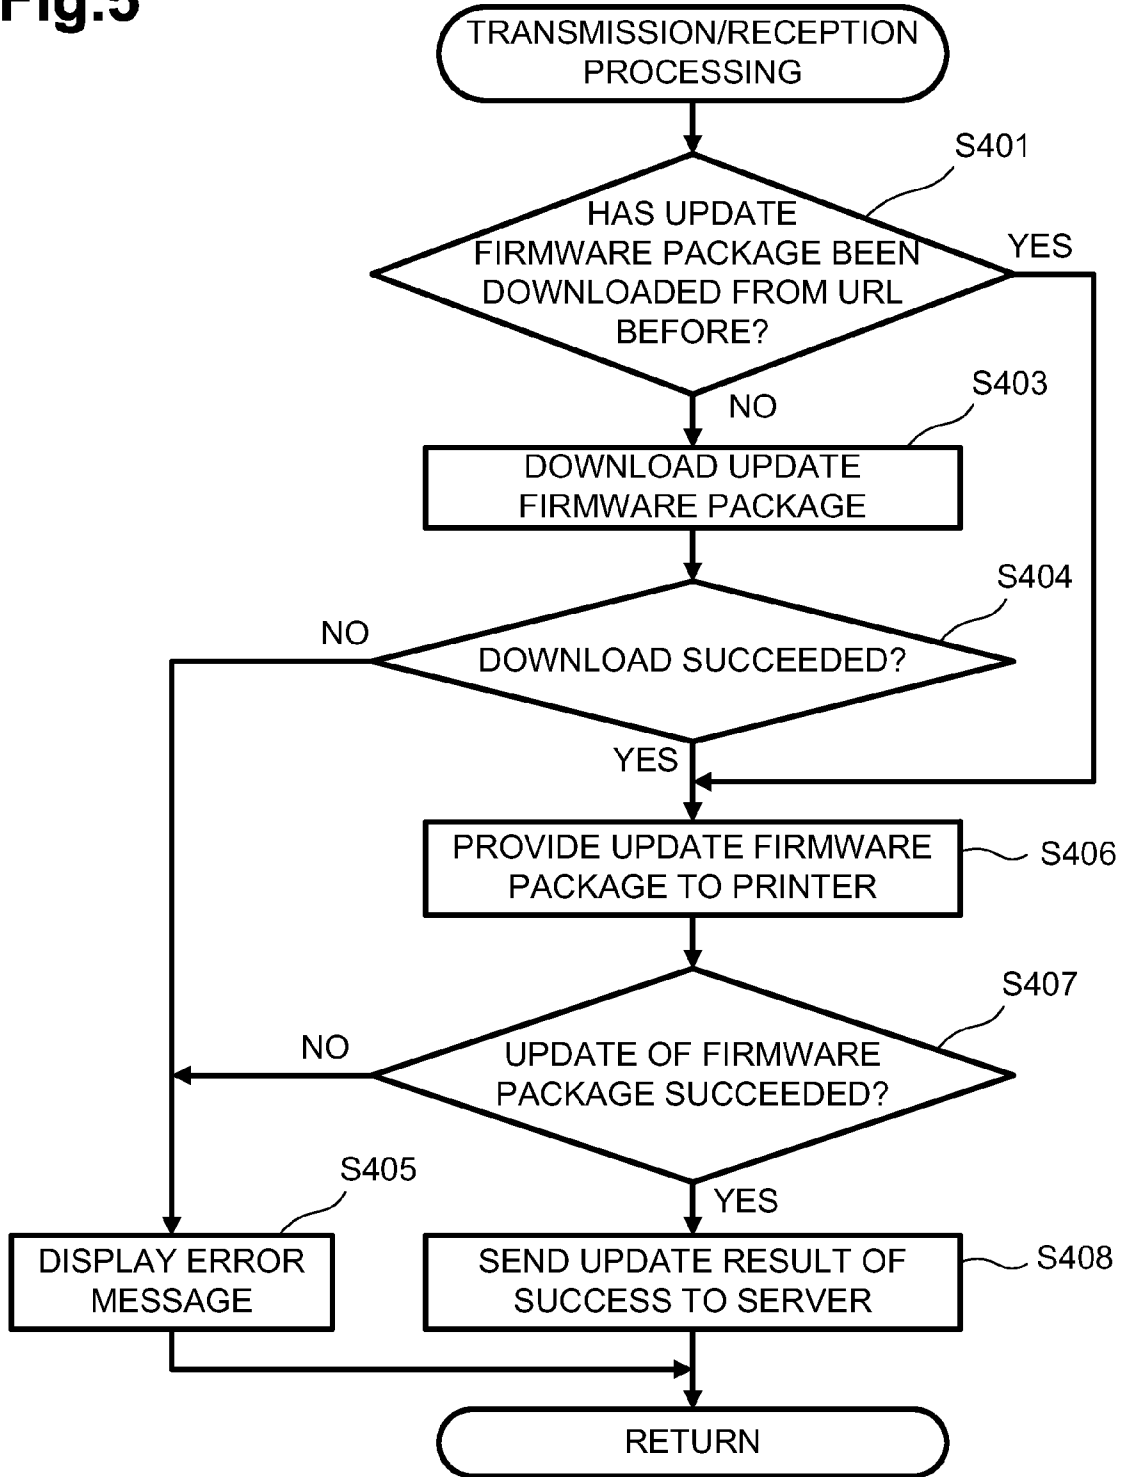 Fig.5
TRANSMISSION/RECEPTION
PROCESSING
S401
HAS UPDATE
FIRMWARE PACKAGE BEEN
DOWNLOADED FROM URL
BEFORE?
YES
NO
S403
DOWNLOAD UPDATE
FIRMWARE PACKAGE
S404
NO
DOWNLOAD SUCCEEDED?
YES
PROVIDE UPDATE FIRMWARE
PACKAGE TO PRINTER
S406
S407
NO
UPDATE OF FIRMWARE
PACKAGE SUCCEEDED?
S405
YES
DISPLAY ERROR
MESSAGE
SEND UPDATE RESULT OF
SUCCESS TO SERVER
S408
RETURN